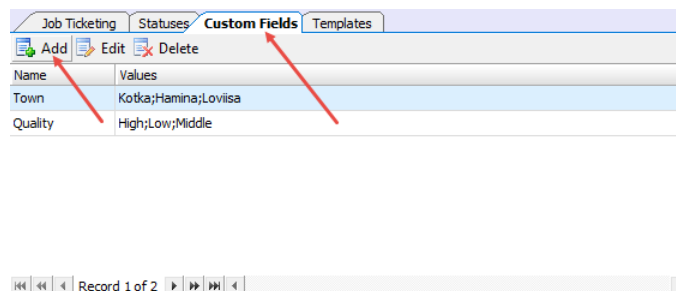 Job Ticketing Statuses Custom Fields Templates
Add Edit Delete
Name Values
Town Kotka;Hamina;Loviisa
Quality High;Low;Middle
Record 1 of 2